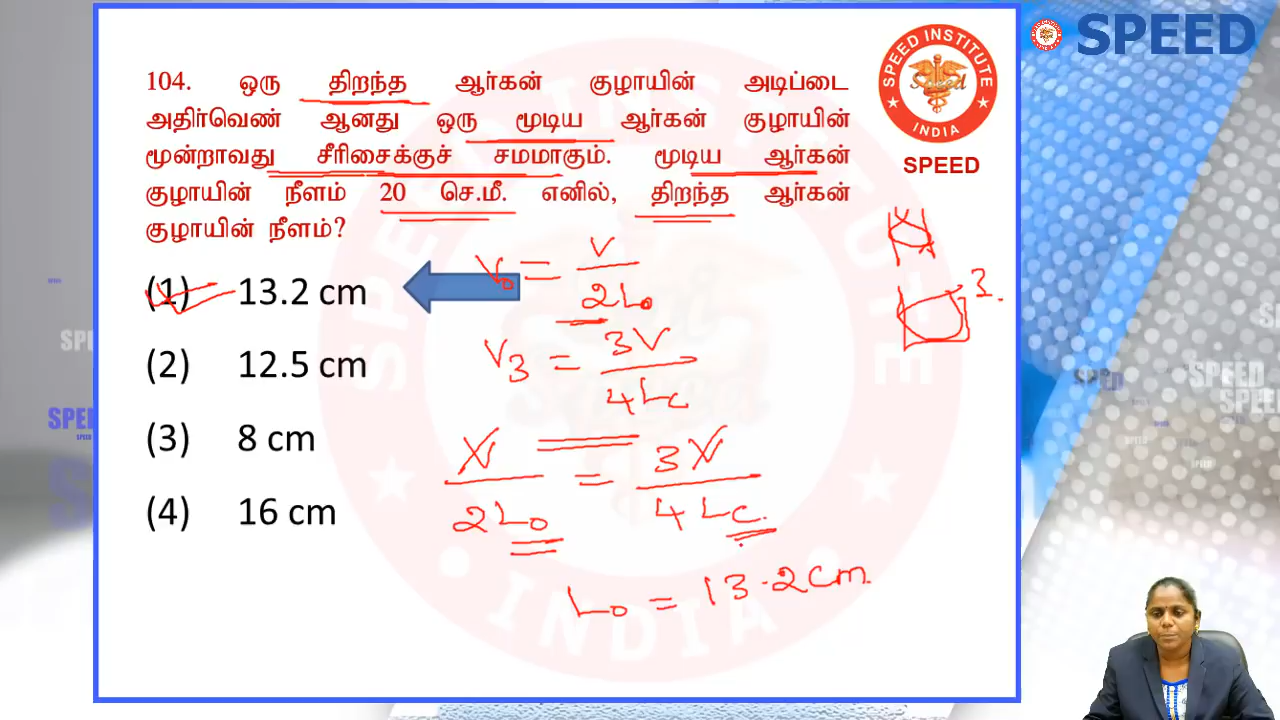 SPEED
SPEED INSTITUTE
Speed
INDIA
SPEED
104. ஒரு திறந்த ஆர்கன் குழாயின் அடிப்படை
அதிர்வெண் ஆனது ஒரு மூடிய ஆர்கன் குழாயின்
மூன்றாவது சீரிசைக்குச் சமமாகும். மூடிய ஆர்கன்
குழாயின் நீளம் 20 செ.மீ. எனில், திறந்த ஆர்கன்
குழாயின் நீளம்?
(1) 13.2 cm
(2) 12.5 cm
(3) 8 cm
(4) 16 cm
V₀ = V / 2L₀
V₃ = 3V / 4Lc
V / 2L₀ = 3V / 4Lc
L₀ = 13.2 cm
3.